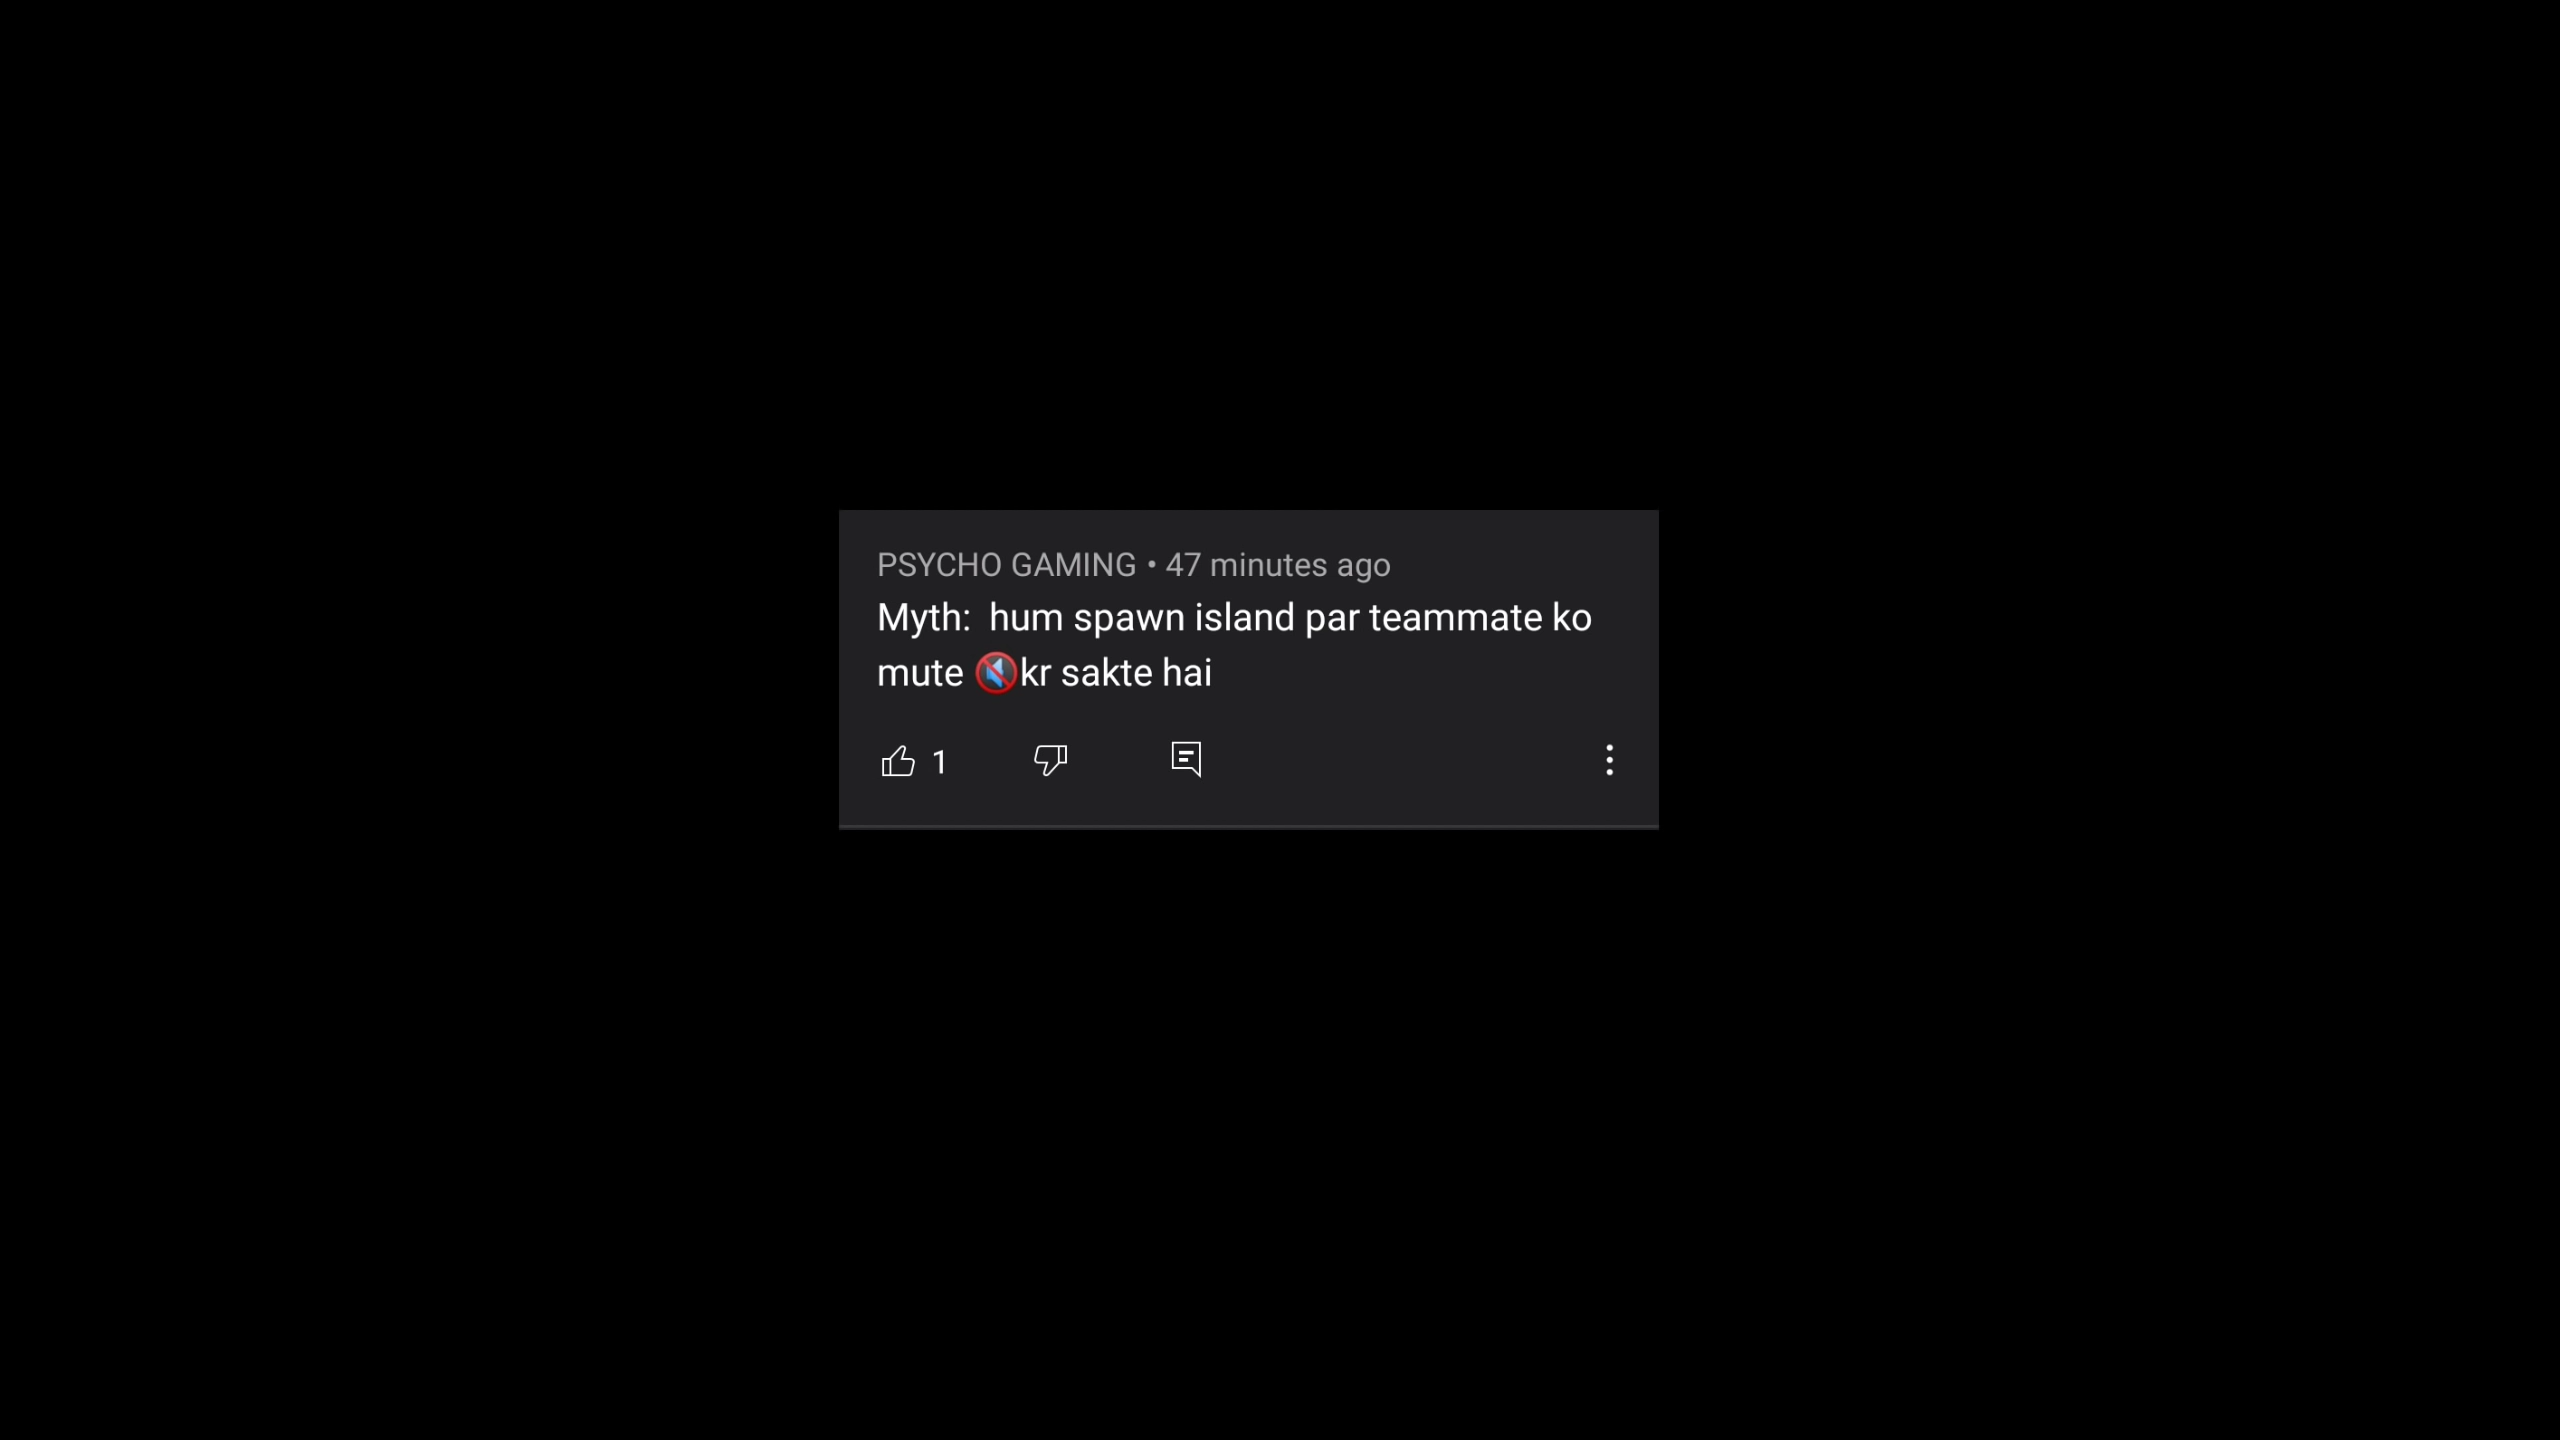 PSYCHO GAMING • 47 minutes ago
Myth:  hum spawn island par teammate ko
mute 🔇kr sakte hai
1